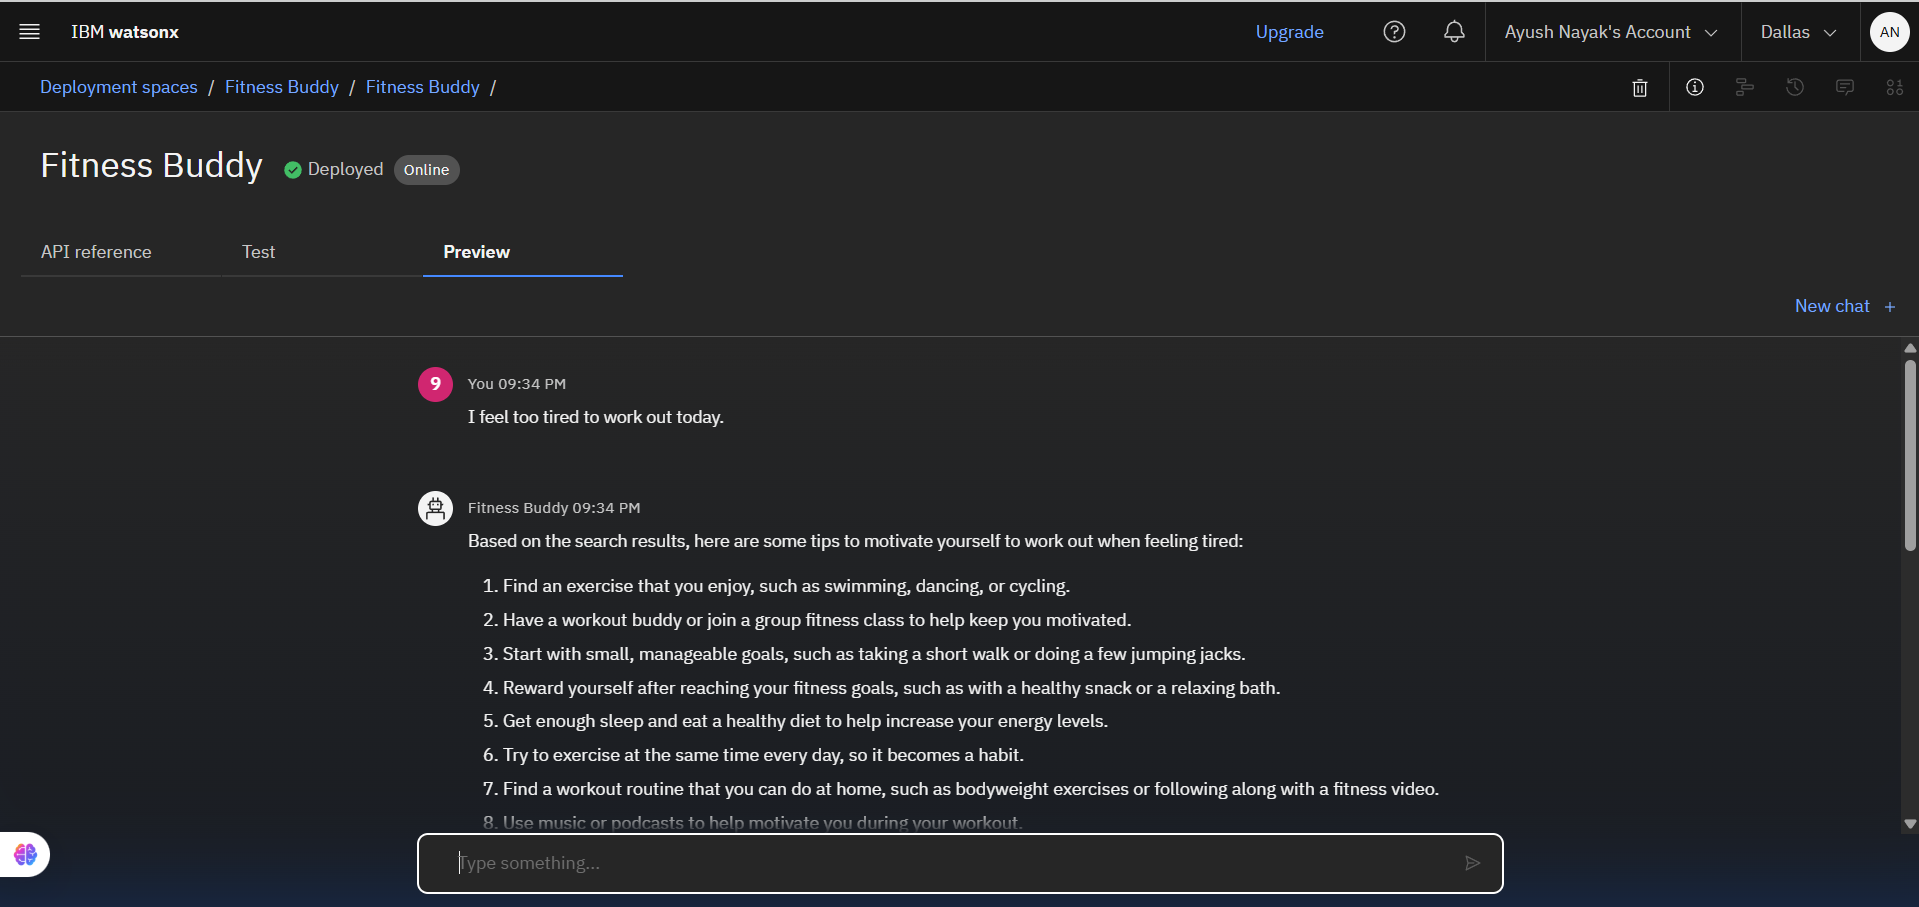 IBM watsonx
Upgrade
Ayush Nayak's Account
Dallas
AN
Deployment spaces / Fitness Buddy / Fitness Buddy /
Fitness Buddy
Deployed
Online
API reference
Test
Preview
New chat +
9
You 09:34 PM
I feel too tired to work out today.
Fitness Buddy 09:34 PM
Based on the search results, here are some tips to motivate yourself to work out when feeling tired:
1. Find an exercise that you enjoy, such as swimming, dancing, or cycling.
2. Have a workout buddy or join a group fitness class to help keep you motivated.
3. Start with small, manageable goals, such as taking a short walk or doing a few jumping jacks.
4. Reward yourself after reaching your fitness goals, such as with a healthy snack or a relaxing bath.
5. Get enough sleep and eat a healthy diet to help increase your energy levels.
6. Try to exercise at the same time every day, so it becomes a habit.
7. Find a workout routine that you can do at home, such as bodyweight exercises or following along with a fitness video.
8. Use music or podcasts to help motivate you during your workout.
Type something...